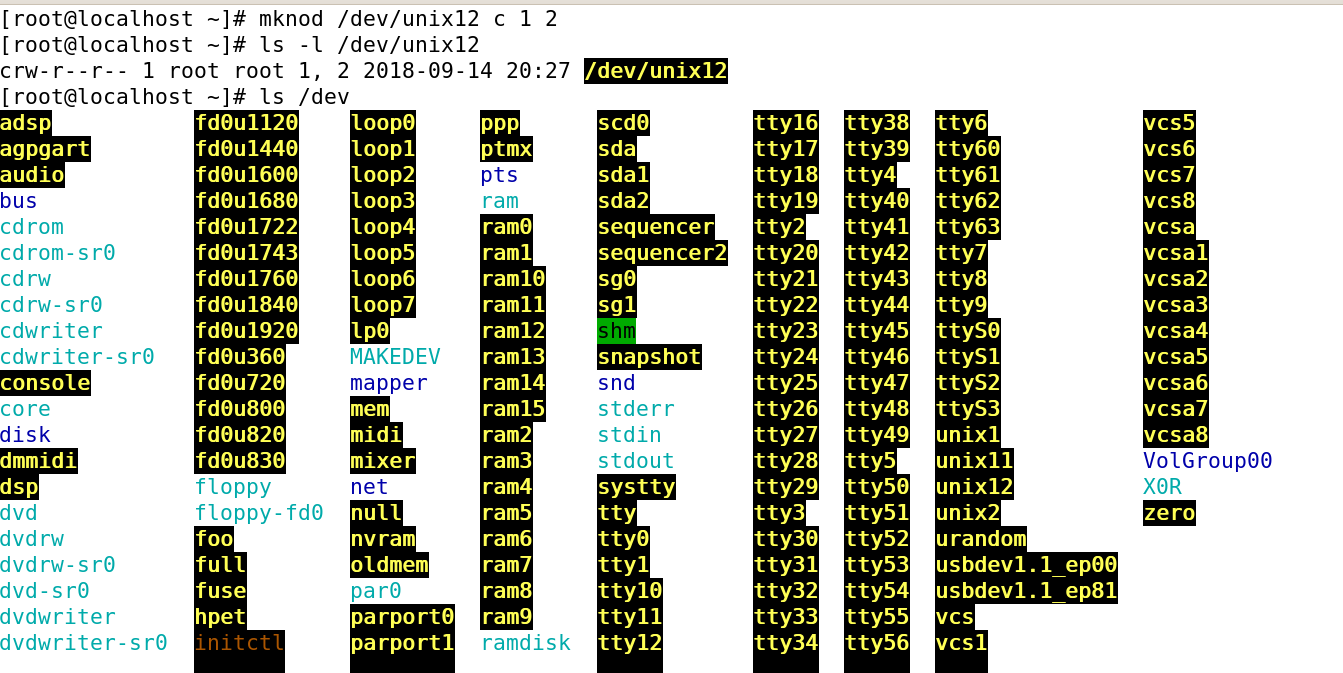 [root@localhost ~]# mknod /dev/unix12 c 1 2
[root@localhost ~]# ls -l /dev/unix12
crw-r--r-- 1 root root 1, 2 2018-09-14 20:27 /dev/unix12
[root@localhost ~]# ls /dev
adsp fd0u1120 loop0 ppp scd0 tty16 tty38 tty6 vcs5
agpgart fd0u1440 loop1 ptmx sda tty17 tty39 tty60 vcs6
audio fd0u1600 loop2 pts sda1 tty18 tty4 tty61 vcs7
bus fd0u1680 loop3 ram sda2 tty19 tty40 tty62 vcs8
cdrom fd0u1722 loop4 ram0 sequencer tty2 tty41 tty63 vcsa
cdrom-sr0 fd0u1743 loop5 ram1 sequencer2 tty20 tty42 tty7 vcsa1
cdrw fd0u1760 loop6 ram10 sg0 tty21 tty43 tty8 vcsa2
cdrw-sr0 fd0u1840 loop7 ram11 sg1 tty22 tty44 tty9 vcsa3
cdwriter fd0u1920 lp0 ram12 shm tty23 tty45 ttyS0 vcsa4
cdwriter-sr0 fd0u360 MAKEDEV ram13 snapshot tty24 tty46 ttyS1 vcsa5
console fd0u720 mapper ram14 snd tty25 tty47 ttyS2 vcsa6
core fd0u800 mem ram15 stderr tty26 tty48 ttyS3 vcsa7
disk fd0u820 midi ram2 stdin tty27 tty49 unix1 vcsa8
dmmidi fd0u830 mixer ram3 stdout tty28 tty5 unix11 VolGroup00
dsp floppy net ram4 systty tty29 tty50 unix12 X0R
dvd floppy-fd0 null ram5 tty tty3 tty51 unix2 zero
dvdrw foo nvram ram6 tty0 tty30 tty52 urandom
dvdrw-sr0 full oldmem ram7 tty1 tty31 tty53 usbdev1.1_ep00
dvd-sr0 fuse par0 ram8 tty10 tty32 tty54 usbdev1.1_ep81
dvdwriter hpet parport0 ram9 tty11 tty33 tty55 vcs
dvdwriter-sr0 initctl parport1 ramdisk tty12 tty34 tty56 vcs1